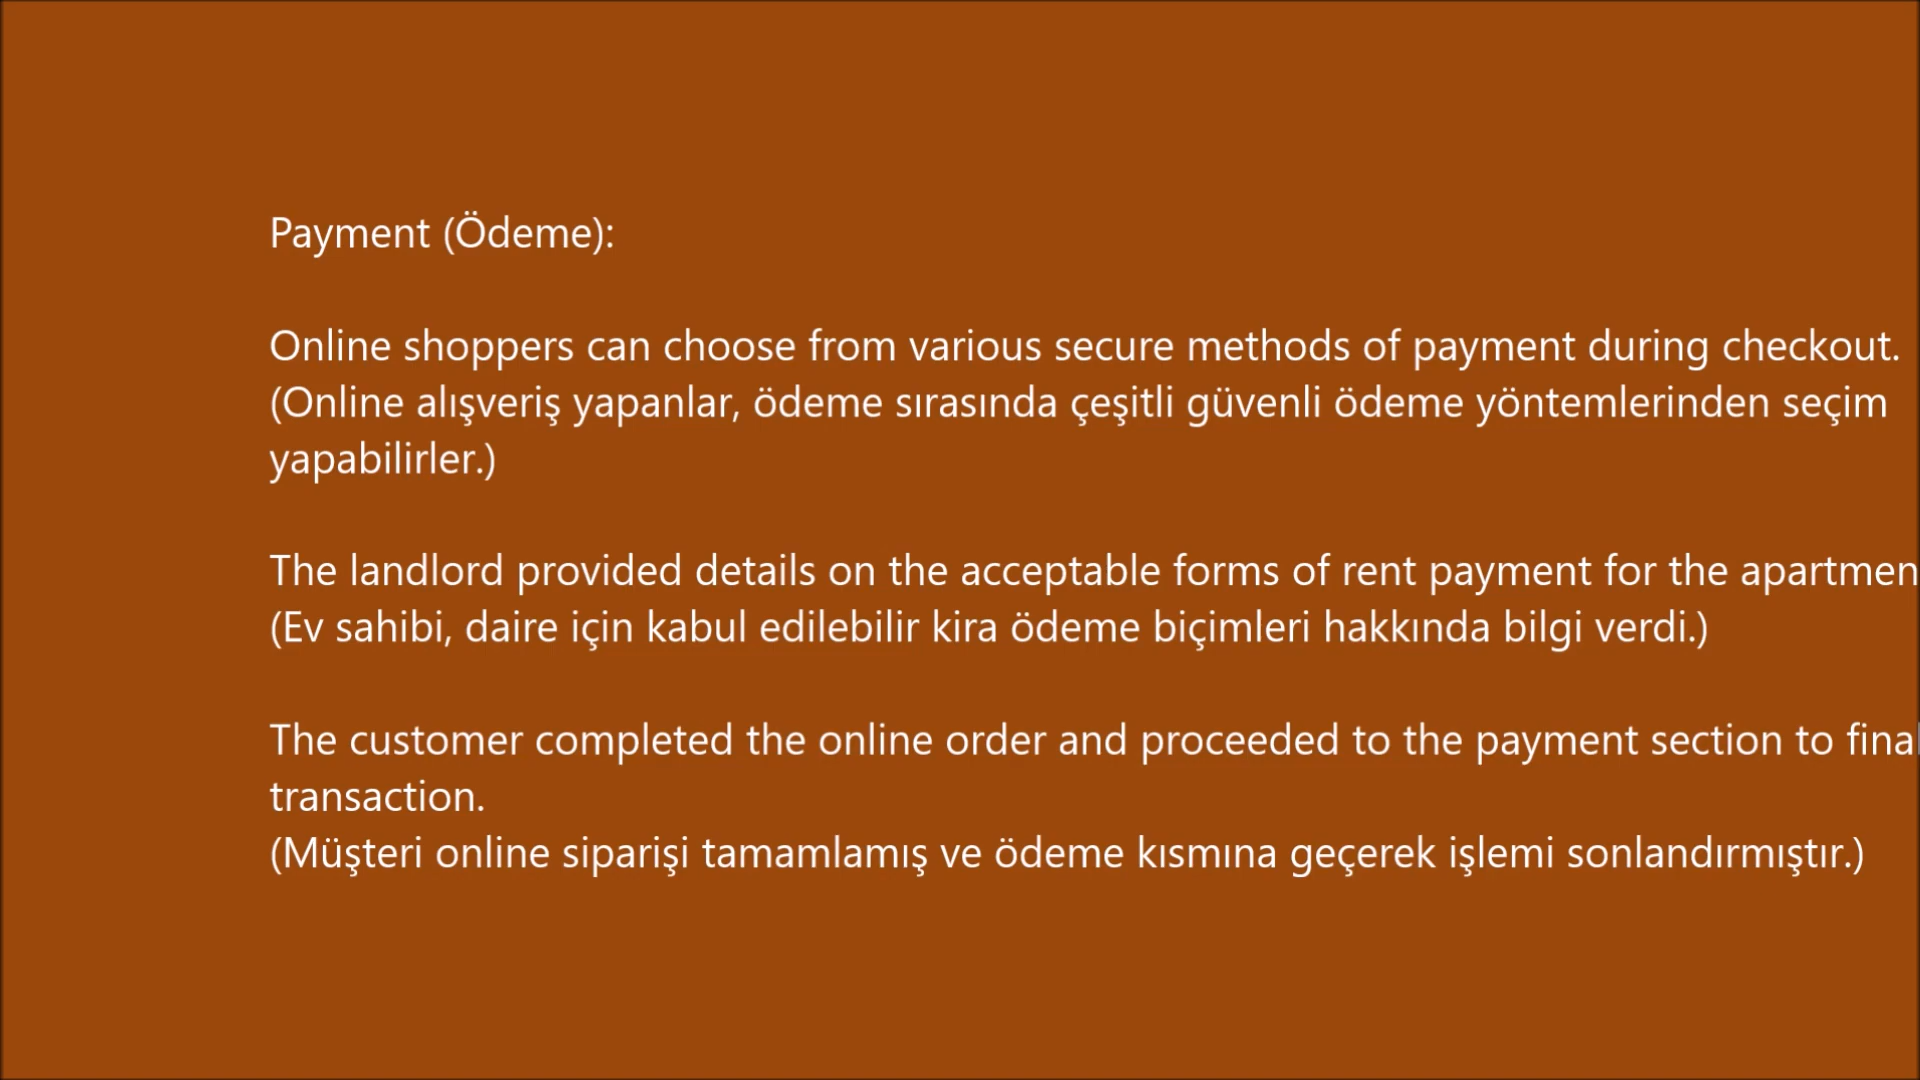 Payment (Ödeme):
Online shoppers can choose from various secure methods of payment during checkout.
(Online alışveriş yapanlar, ödeme sırasında çeşitli güvenli ödeme yöntemlerinden seçim
yapabilirler.)
The landlord provided details on the acceptable forms of rent payment for the apartmen
(Ev sahibi, daire için kabul edilebilir kira ödeme biçimleri hakkında bilgi verdi.)
The customer completed the online order and proceeded to the payment section to final
transaction.
(Müşteri online siparişi tamamlamış ve ödeme kısmına geçerek işlemi sonlandırmıştır.)